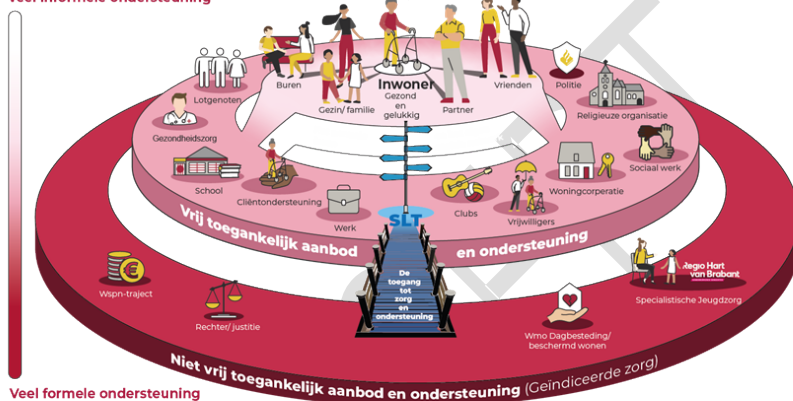 Veel informele ondersteuning
Lotgenoten
Buren
Gezin/ familie
Inwoner
Gezond
en
gelukkig
Partner
Vrienden
Politie
Religieuze organisatie
Gezondheidszorg
School
Cliëntondersteuning
Werk
Clubs
Vrijwilligers
Woningcorperatie
Sociaal werk
SLT
Vrij toegankelijk aanbod en ondersteuning
De
toegang
tot
zorg
en
ondersteuning
Wspn-traject
Rechter/ justitie
Wmo Dagbesteding/
beschermd wonen
Regio Hart
van Brabant
Specialistische Jeugdzorg
Niet vrij toegankelijk aanbod en ondersteuning (Geïndiceerde zorg)
Veel formele ondersteuning